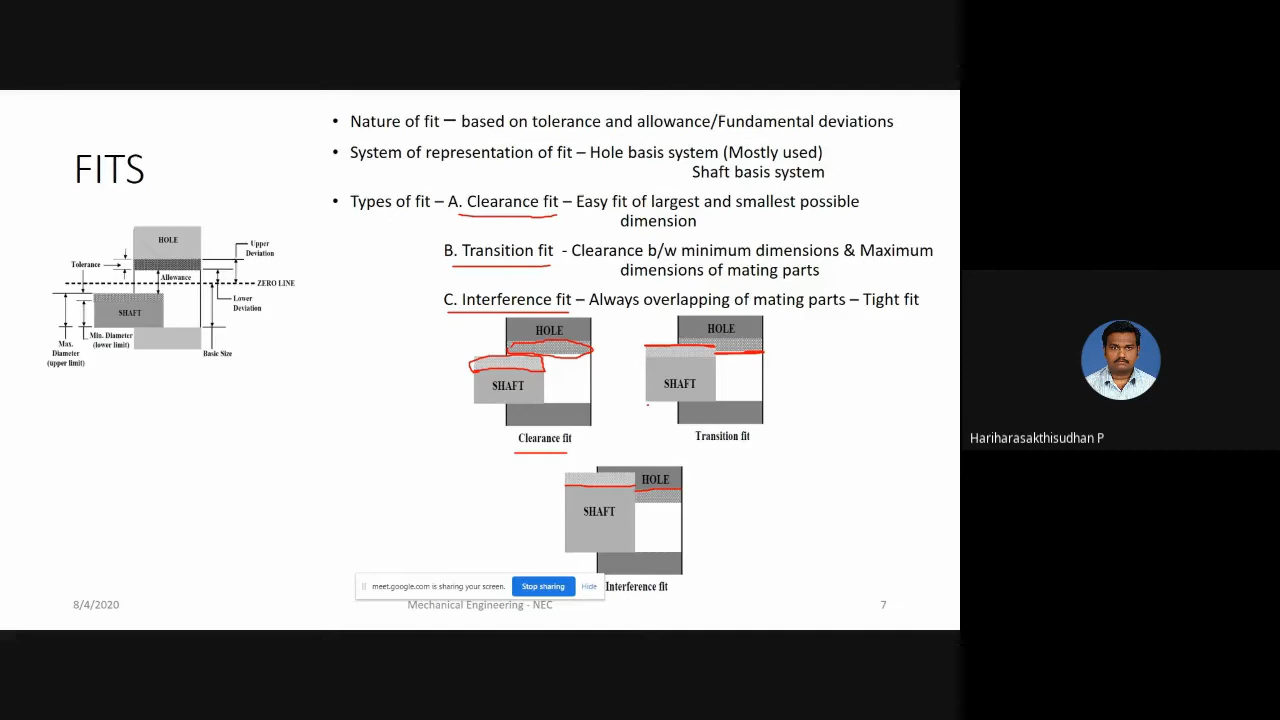 FITS
• Nature of fit – based on tolerance and allowance/Fundamental deviations
• System of representation of fit – Hole basis system (Mostly used)
Shaft basis system
• Types of fit – A. Clearance fit – Easy fit of largest and smallest possible
dimension
B. Transition fit - Clearance b/w minimum dimensions & Maximum
dimensions of mating parts
C. Interference fit – Always overlapping of mating parts – Tight fit
HOLE
Upper
Deviation
Tolerance
Allowance
ZERO LINE
Lower
Deviation
SHAFT
Min. Diameter
(lower limit)
Max.
Diameter
(upper limit)
Basic Size
HOLE
SHAFT
Clearance fit
HOLE
SHAFT
Transition fit
HOLE
SHAFT
Interference fit
meet.google.com is sharing your screen.
Stop sharing
Hide
8/4/2020
Mechanical Engineering - NEC
7
Hariharasakthisudhan P